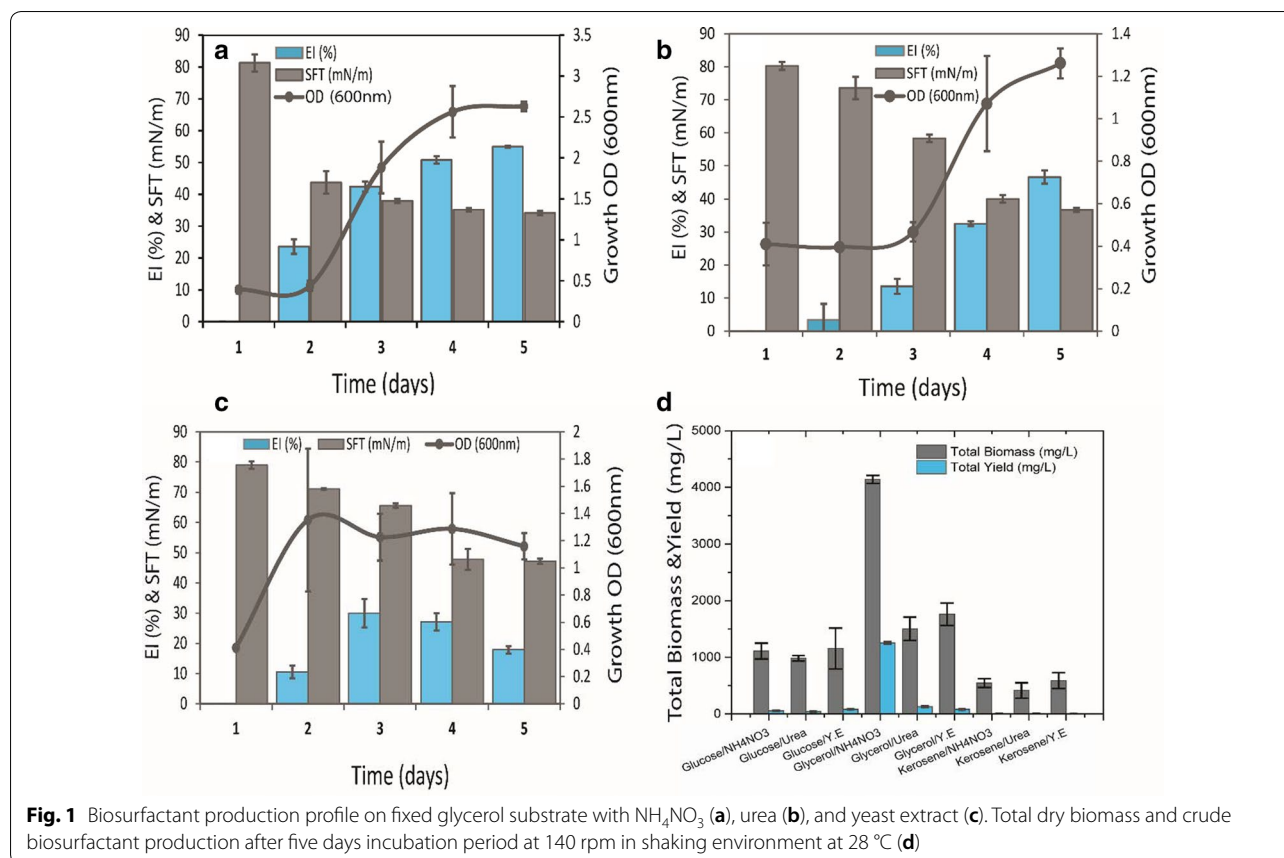 a
EI (%)
SFT (mN/m)
OD (600nm)
90
80
70
60
50
40
30
20
10
0
EI (%) & SFT (mN/m)
3.5
3
2.5
2
1.5
1
0.5
0
Growth OD (600nm)
1 2 3 4 5
Time (days)
b
EI (%)
SFT (mN/m)
OD (600nm)
90
80
70
60
50
40
30
20
10
0
EI (%) & SFT (mN/m)
1.4
1.2
1
0.8
0.6
0.4
0.2
0
Growth OD (600nm)
1 2 3 4 5
Time (days)
c
EI (%) SFT (mN/m) OD (600nm)
90
80
70
60
50
40
30
20
10
0
EI (%) & SFT (mN/m)
2
1.8
1.6
1.4
1.2
1
0.8
0.6
0.4
0.2
0
Growth OD (600nm)
1 2 3 4 5
Time (days)
d
Total Biomass (mg/L)
Total Yield (mg/L)
5000
4000
3000
2000
1000
0
Total Biomass &Yield (mg/L)
Glucose/NH4NO3
Glucose/Urea
Glucose/Y.E
Glycerol/NH4NO3
Glycerol/Urea
Glycerol/Y.E
Kerosene/NH4NO3
Kerosene/Urea
Kerosene/Y.E
Fig. 1 Biosurfactant production profile on fixed glycerol substrate with NH₄NO₃ (a), urea (b), and yeast extract (c). Total dry biomass and crude
biosurfactant production after five days incubation period at 140 rpm in shaking environment at 28 °C (d)